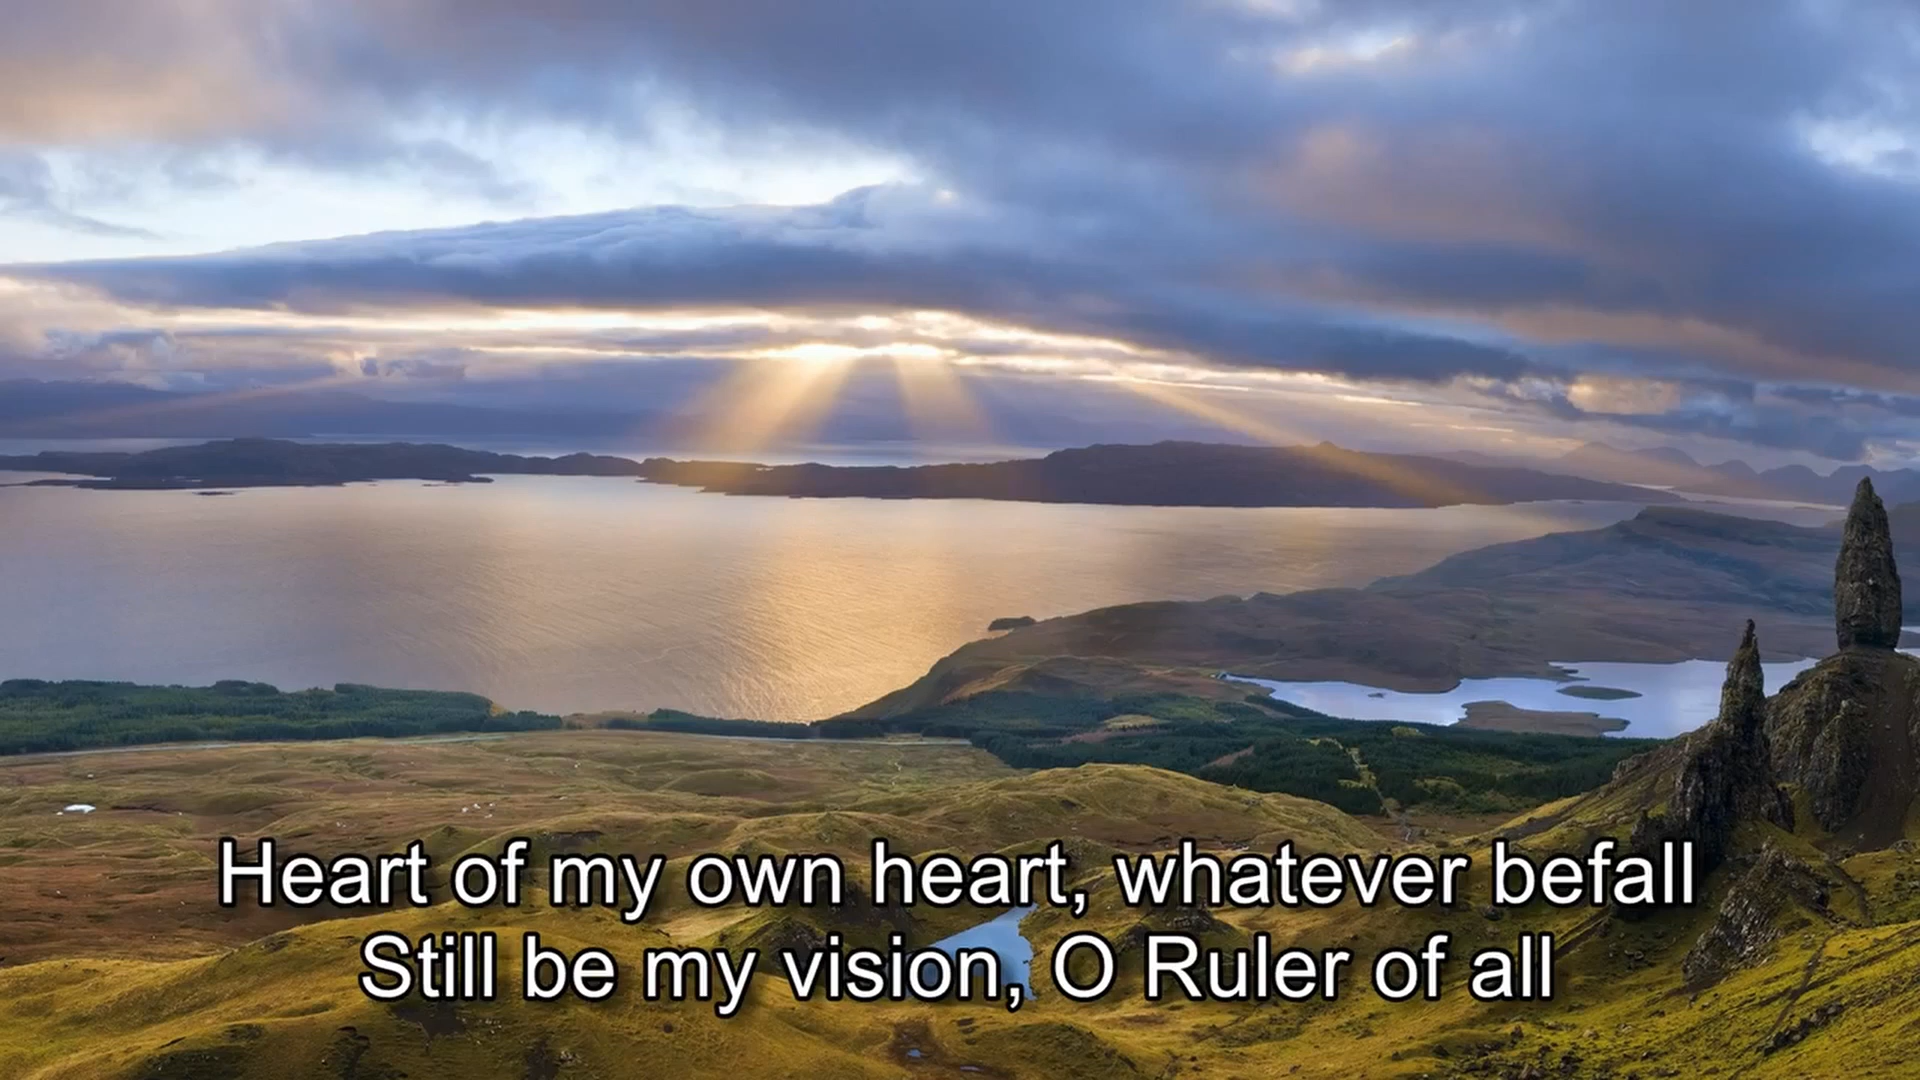 Heart of my own heart, whatever befall
Still be my vision, O Ruler of all